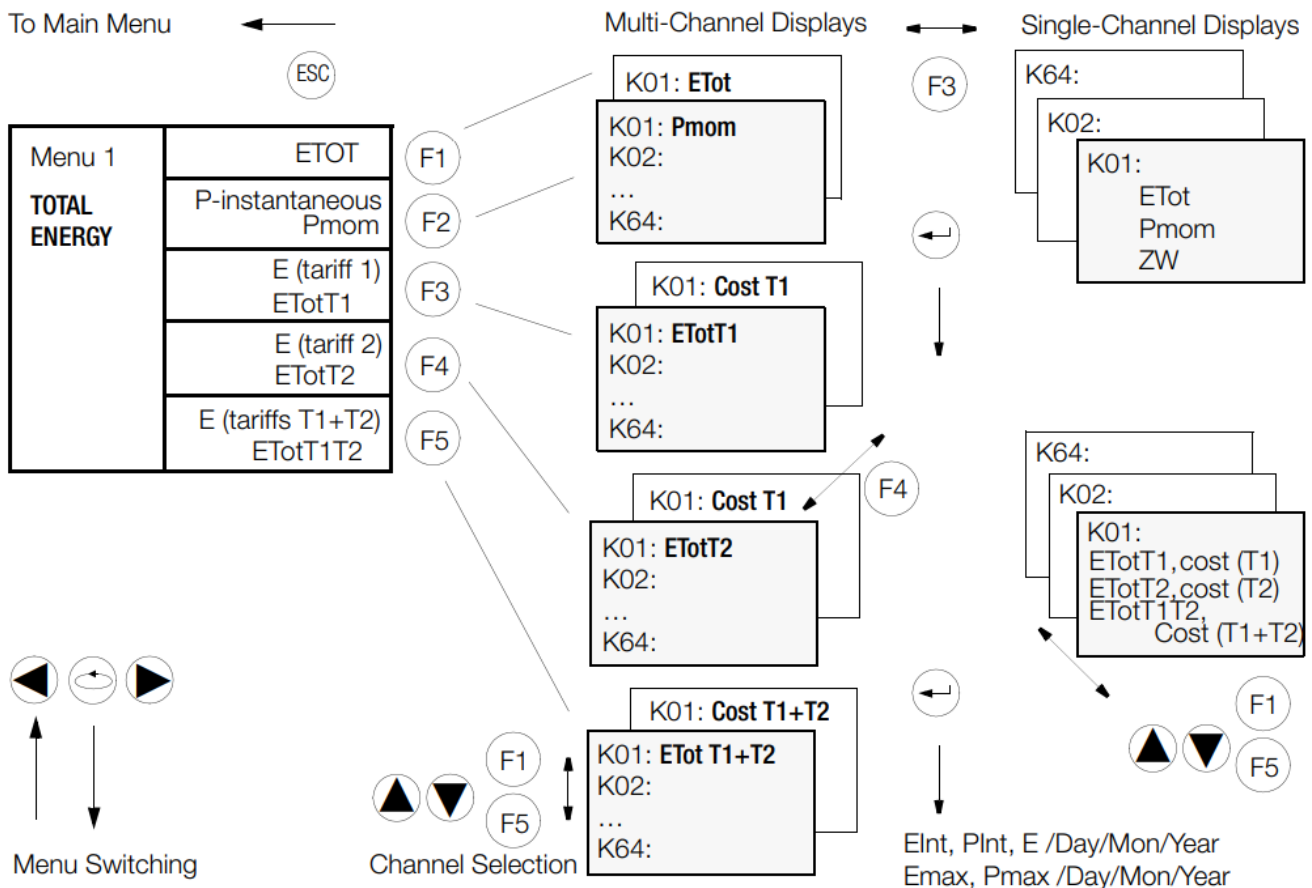 To Main Menu
Multi-Channel Displays
Single-Channel Displays
ESC
F3
Menu 1
TOTAL
ENERGY
ETOT
F1
P-instantaneous
Pmom
F2
E (tariff 1)
ETotT1
F3
E (tariff 2)
ETotT2
F4
E (tariffs T1+T2)
ETotT1T2
F5
K01: ETot
K01: Pmom
K02:
…
K64:
K01: Cost T1
K01: ETotT1
K02:
…
K64:
F4
K01: Cost T1
K01: ETotT2
K02:
…
K64:
K01: Cost T1+T2
K01: ETot T1+T2
K02:
…
K64:
K64:
K02:
K01:
ETot
Pmom
ZW
K64:
K02:
K01:
ETotT1,cost (T1)
ETotT2,cost (T2)
ETotT1T2,
Cost (T1+T2)
F1
F5
F1
F5
Menu Switching
Channel Selection
EInt, PInt, E /Day/Mon/Year
Emax, Pmax /Day/Mon/Year